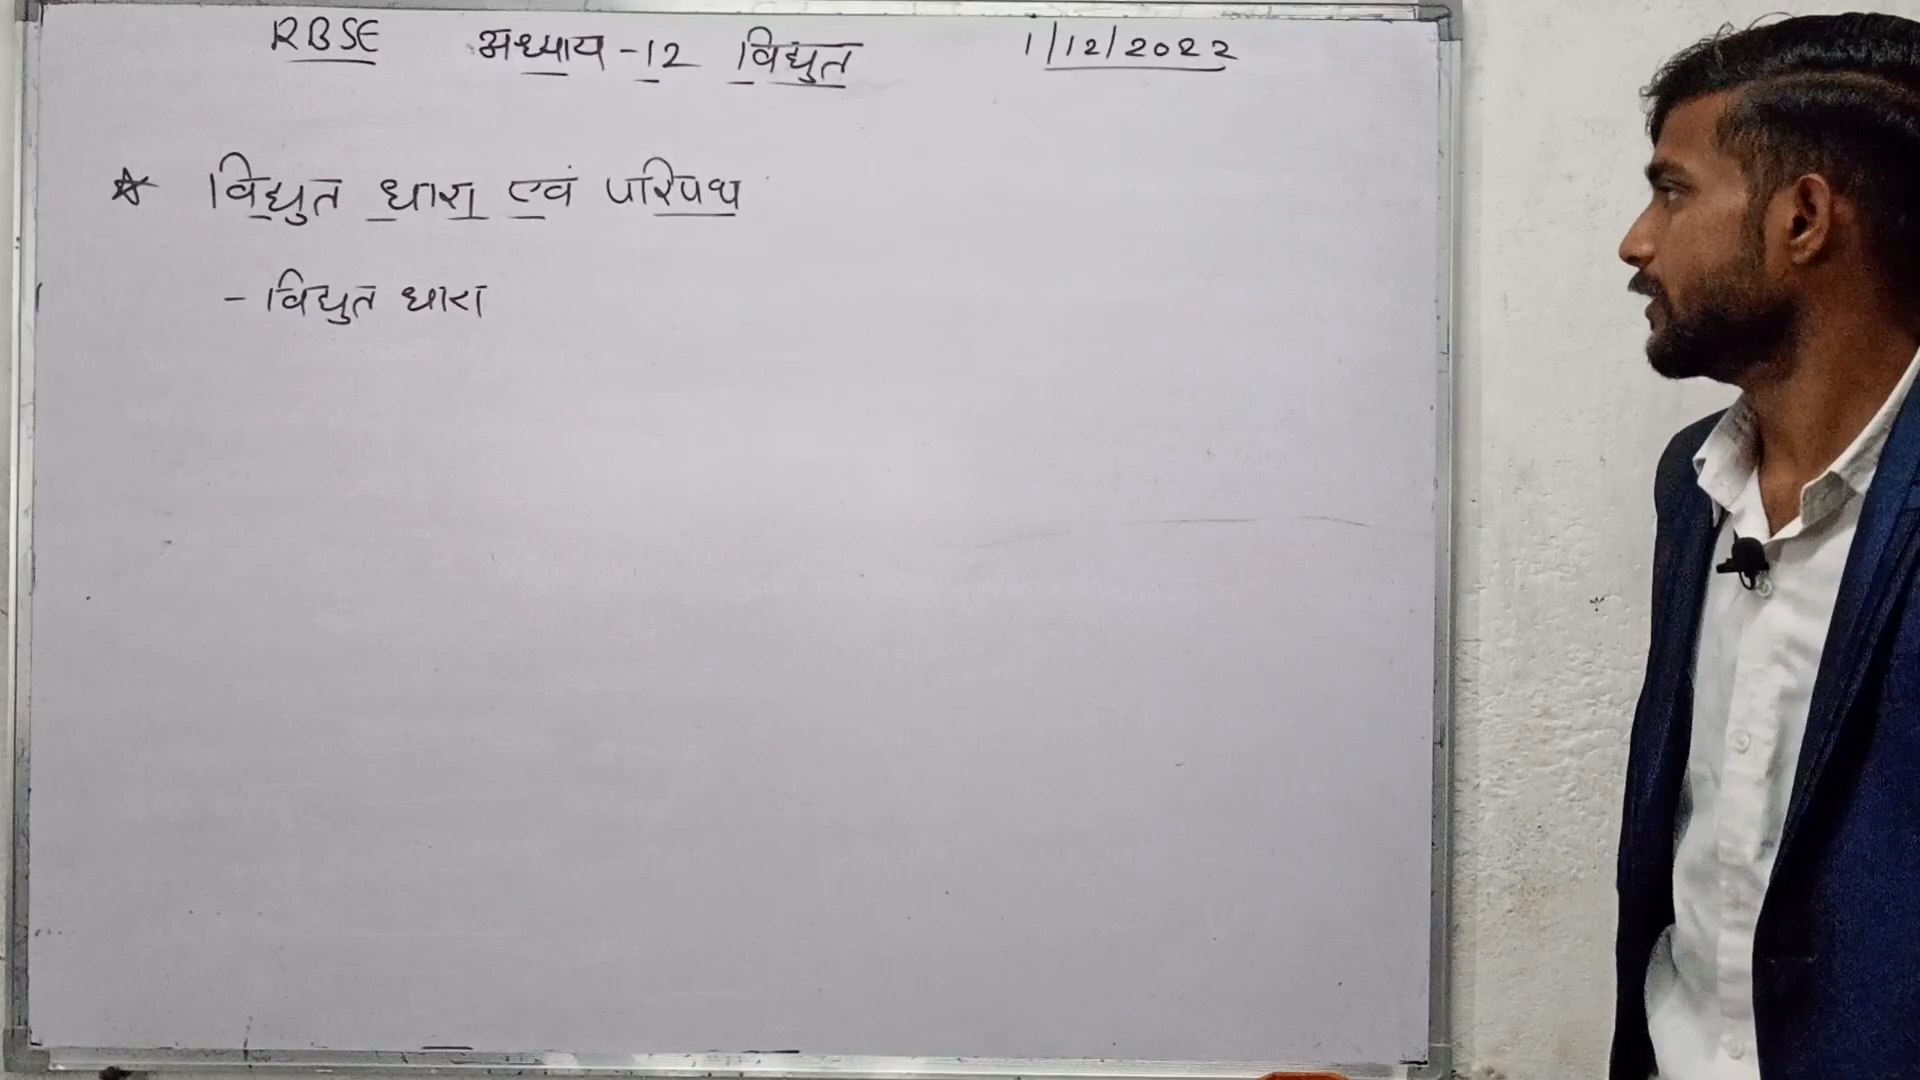 RBSE अध्याय -12 विद्युत 1/12/2022
☆ विद्युत धारा एवं परिपथ
- विद्युत धारा